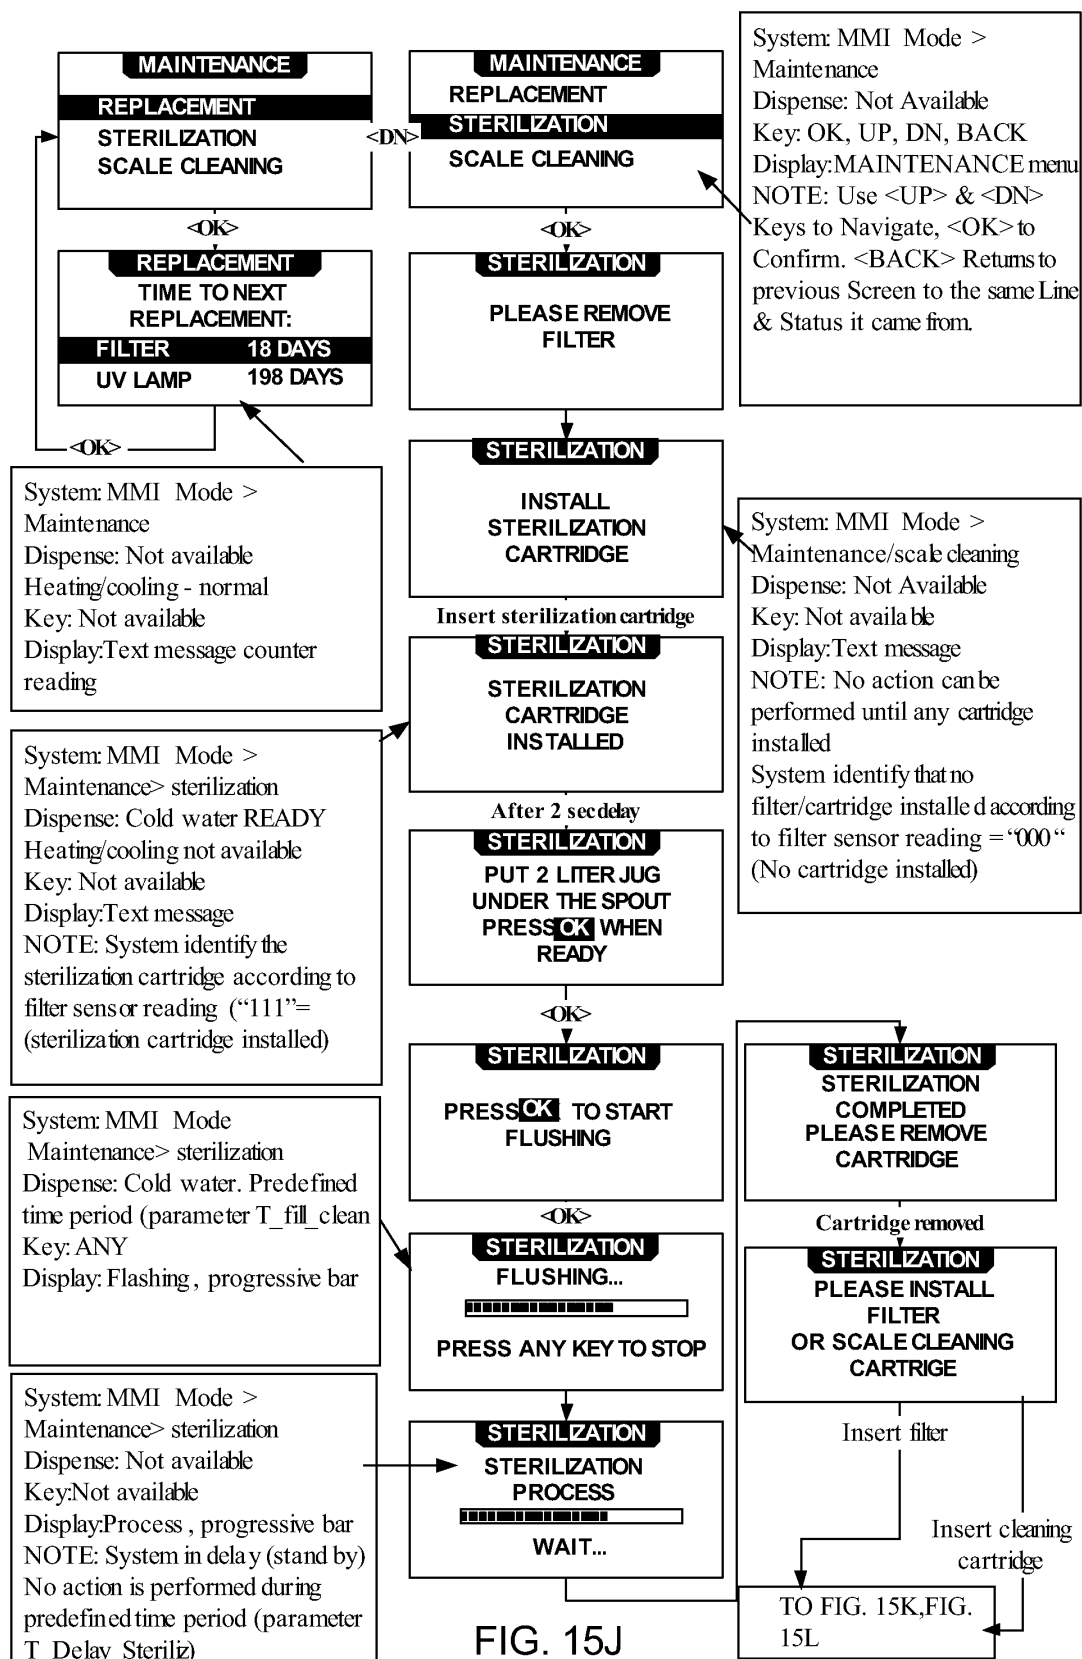 MAINTENANCE
REPLACEMENT
STERILIZATION
SCALE CLEANING
<DN>
MAINTENANCE
REPLACEMENT
STERILIZATION
SCALE CLEANING
System: MMI Mode >
Maintenance
Dispense: Not Available
Key: OK, UP, DN, BACK
Display:MAINTENANCE menu
NOTE: Use <UP> & <DN>
Keys to Navigate, <OK> to
Confirm. <BACK> Returns to
previous Screen to the same Line
& Status it came from.
<OK>
<OK>
REPLACEMENT
TIME TO NEXT
REPLACEMENT:
FILTER 18 DAYS
UV LAMP 198 DAYS
<OK>
STERILIZATION
PLEASE REMOVE
FILTER
STERILIZATION
INSTALL
STERILIZATION
CARTRIDGE
System: MMI Mode >
Maintenance
Dispense: Not available
Heating/cooling - normal
Key: Not available
Display:Text message counter
reading
System: MMI Mode >
Maintenance/scale cleaning
Dispense: Not Available
Key: Not available
Display:Text message
NOTE: No action can be
performed until any cartridge
installed
System identify that no
filter/cartridge installed according
to filter sensor reading = “000“
(No cartridge installed)
Insert sterilization cartridge
STERILIZATION
STERILIZATION
CARTRIDGE
INSTALLED
System: MMI Mode >
Maintenance> sterilization
Dispense: Cold water READY
Heating/cooling not available
Key: Not available
Display:Text message
NOTE: System identify the
sterilization cartridge according to
filter sensor reading (“111”=
(sterilization cartridge installed)
After 2 sec delay
STERILIZATION
PUT 2 LITER JUG
UNDER THE SPOUT
PRESS OK WHEN
READY
<OK>
STERILIZATION
PRESS OK TO START
FLUSHING
<OK>
System: MMI Mode
Maintenance> sterilization
Dispense: Cold water. Predefined
time period (parameter T_fill_clean
Key: ANY
Display: Flashing, progressive bar
STERILIZATION
FLUSHING...
PRESS ANY KEY TO STOP
System: MMI Mode >
Maintenance> sterilization
Dispense: Not available
Key:Not available
Display:Process, progressive bar
NOTE: System in delay (stand by)
No action is performed during
predefined time period (parameter
T_Delay_Steriliz)
STERILIZATION
STERILIZATION
PROCESS
WAIT...
STERILIZATION
STERILIZATION
COMPLETED
PLEASE REMOVE
CARTRIDGE
Cartridge removed
STERILIZATION
PLEASE INSTALL
FILTER
OR SCALE CLEANING
CARTRIGE
Insert filter
Insert cleaning
cartridge
TO FIG. 15K,FIG.
15L
FIG. 15J